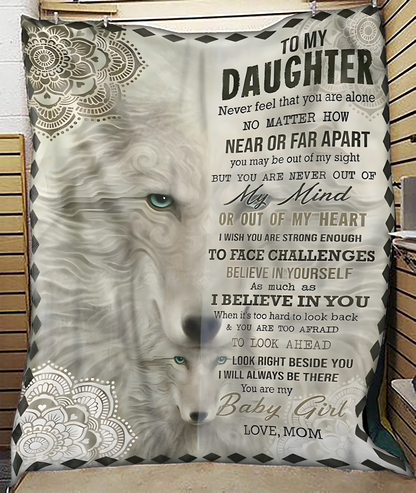 TO MY
DAUGHTER
Never feel that you are alone
NO MATTER HOW
NEAR OR FAR APART
you may be out of my sight
BUT YOU ARE NEVER OUT OF
My Mind
OR OUT OF MY HEART
I WISH YOU ARE STRONG ENOUGH
TO FACE CHALLENGES
BELIEVE IN YOURSELF
As much as
I BELIEVE IN YOU
When it's too hard to look back
& YOU ARE TOO AFRAID
TO LOOK AHEAD
LOOK RIGHT BESIDE YOU
I WILL ALWAYS BE THERE
You are my
Baby Girl
LOVE, MOM